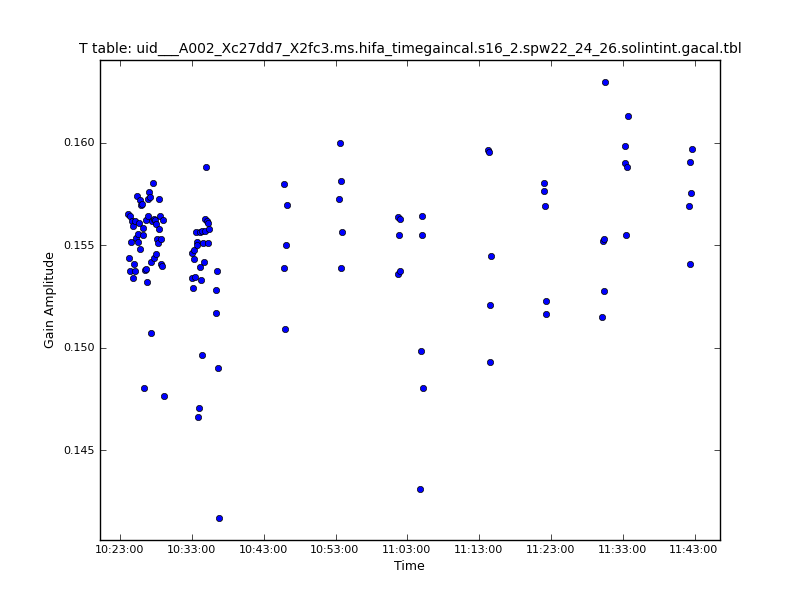 T table: uid___A002_Xc27dd7_X2fc3.ms.hifa_timegaincal.s16_2.spw22_24_26.solintint.gacal.tbl
0.160
0.155
0.150
0.145
Gain Amplitude
10:23:00 10:33:00 10:43:00 10:53:00 11:03:00 11:13:00 11:23:00 11:33:00 11:43:00
Time